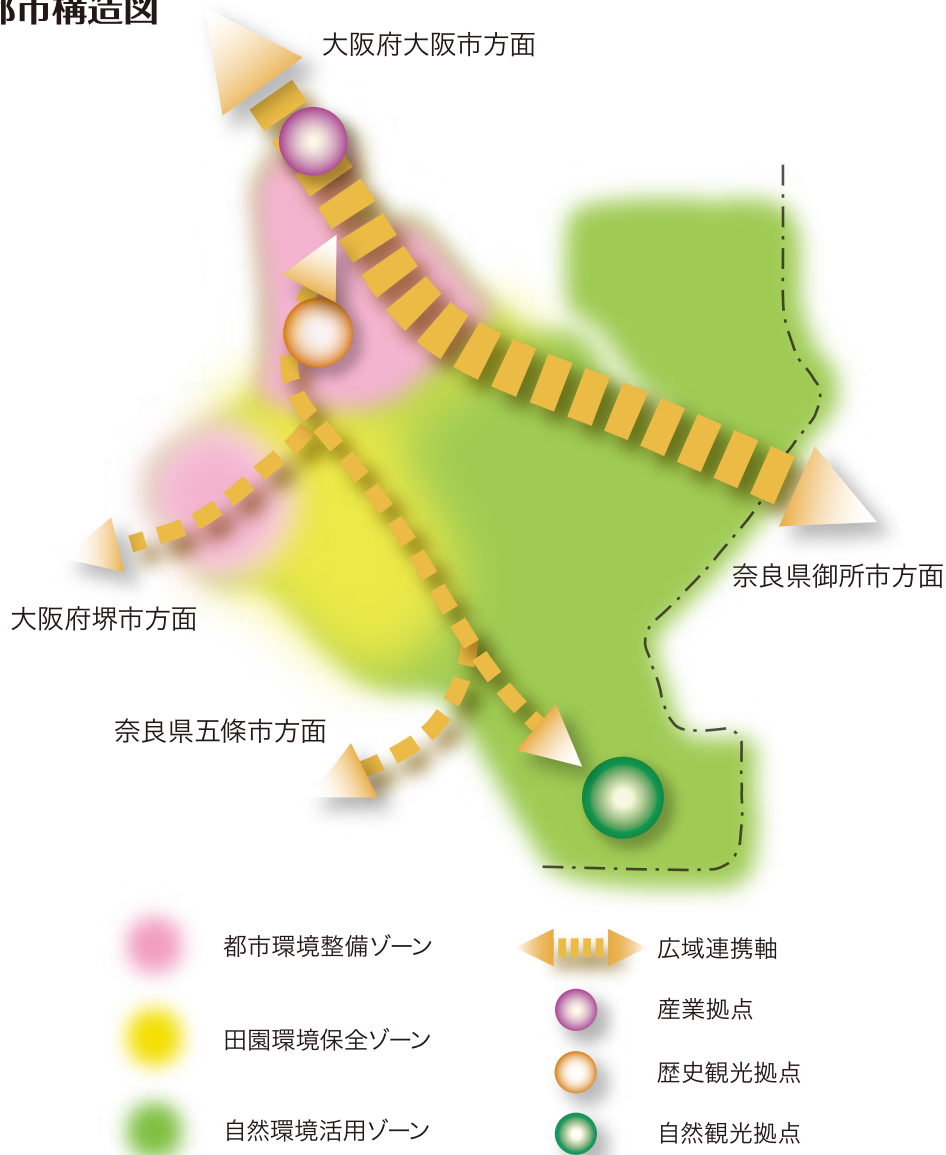 都市構造図
大阪府大阪市方面
奈良県御所市方面
大阪府堺市方面
奈良県五條市方面
都市環境整備ゾーン
広域連携軸
産業拠点
田園環境保全ゾーン
歴史観光拠点
自然環境活用ゾーン
自然観光拠点